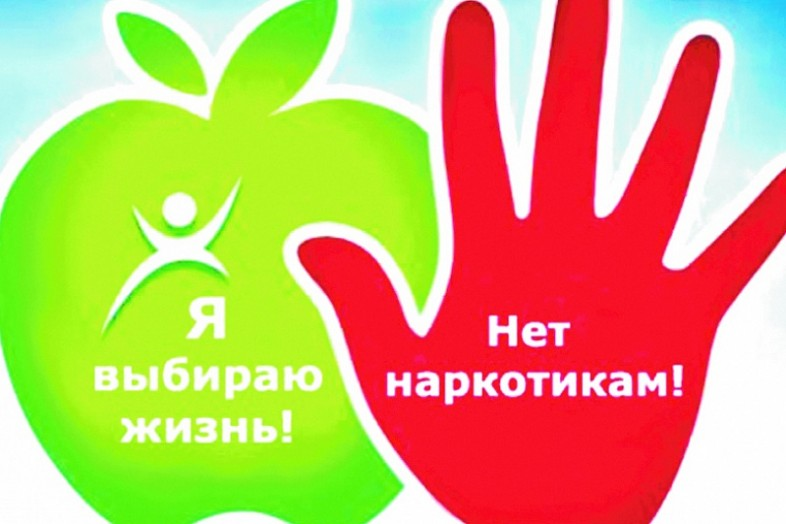 Я
выбираю
жизнь!
Нет
наркотикам!